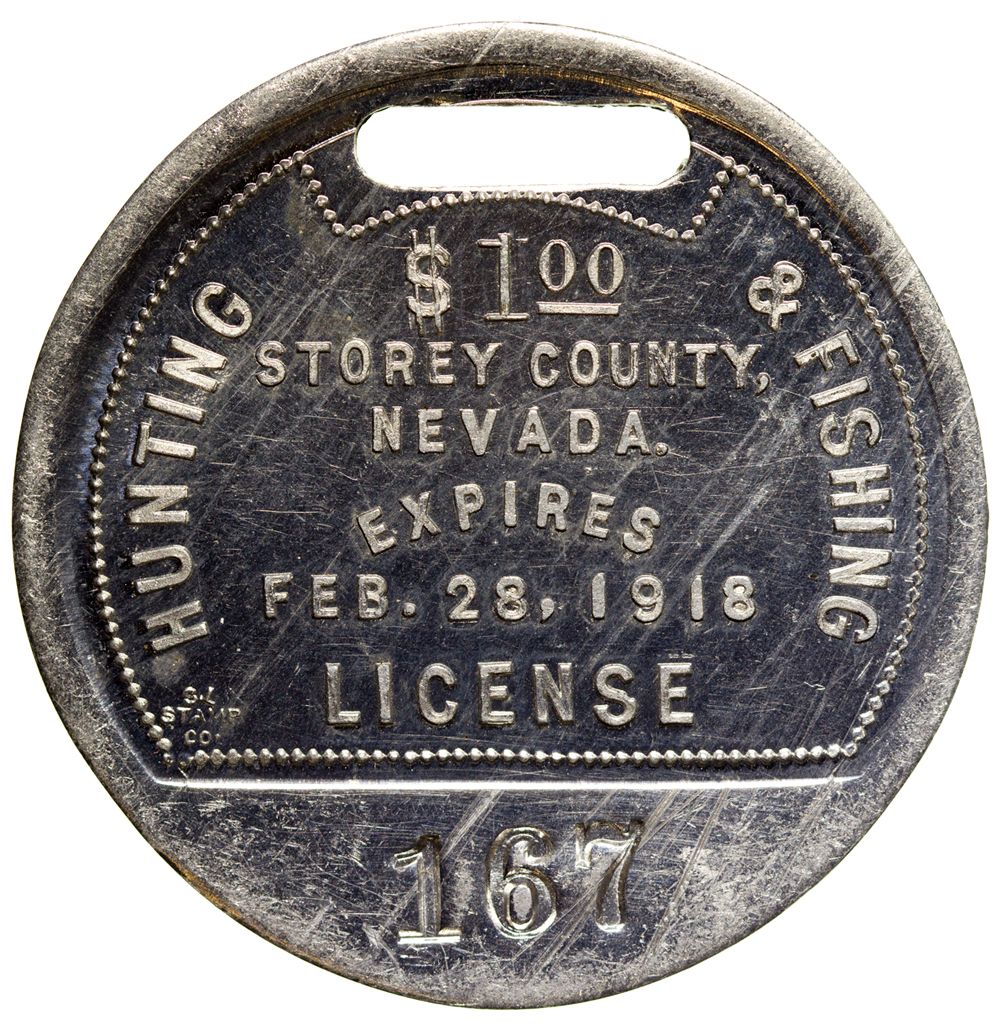 $1.00
HUNTING & FISHING
STOREY COUNTY,
NEVADA.
EXPIRES
FEB. 28, 1918
LICENSE
STAMP
CO.
167